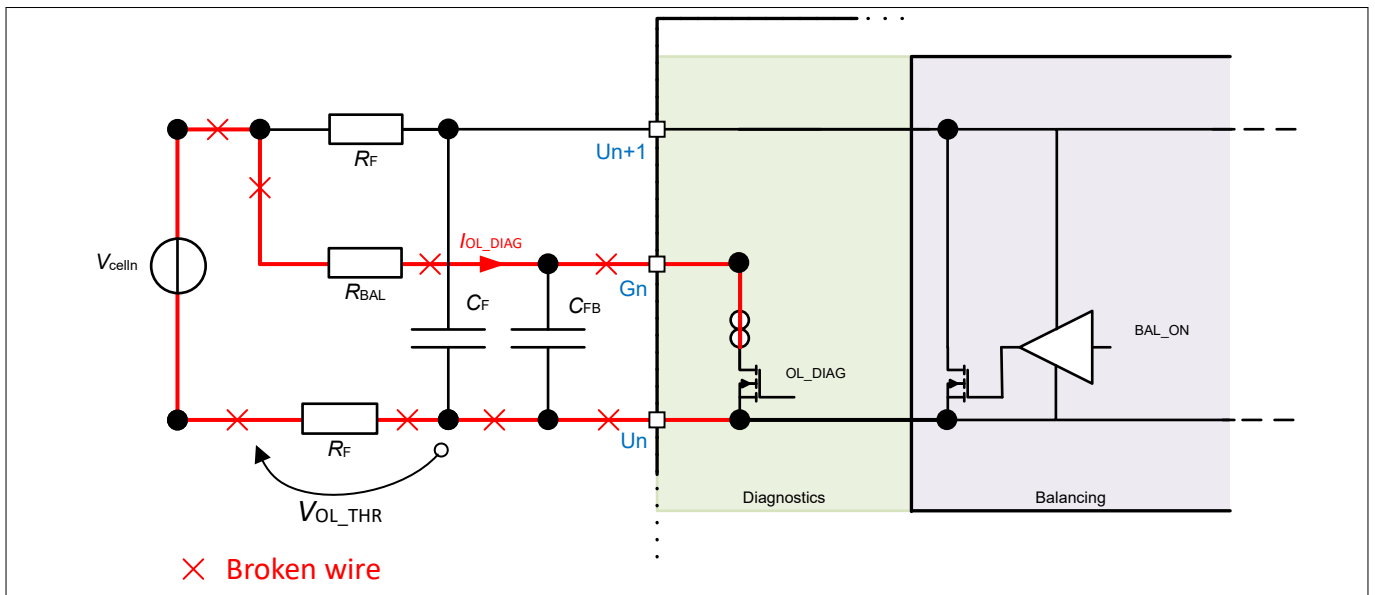 . . .
RF
Un+1
IOL_DIAG
Vcelln
RBAL
Gn
CF
CFB
BAL_ON
OL_DIAG
RF
Un
VOL_THR
Diagnostics
Balancing
Broken wire